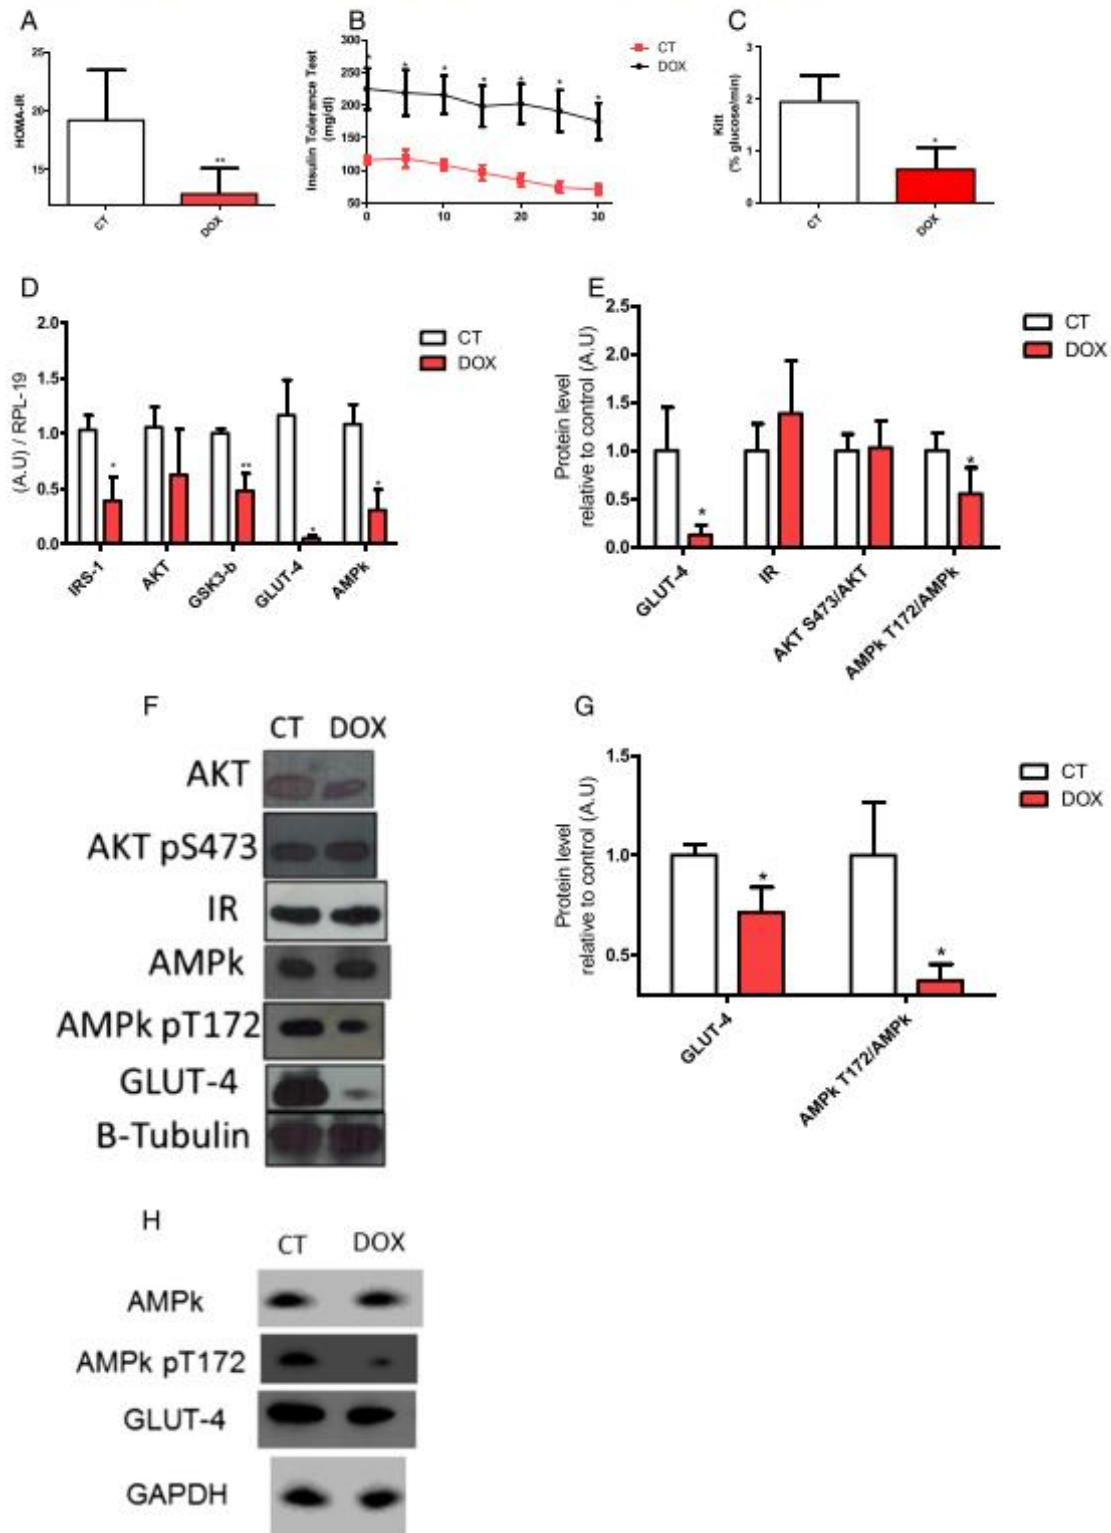 A
HOMA-IR
25
20
15
**
CT
DOX
B
Insulin Tolerance Test
(mg/dl)
300
250
200
150
100
50
* * * * * * *
0 10 20 30
CT
DOX
C
Kitt
(% glucose/min)
3
2
1
0
*
CT
DOX
D
(A.U) / RPL-19
2.0
1.5
1.0
0.5
0.0
* ** * *
IRS-1
AKT
GSK3-b
GLUT-4
AMPk
CT
DOX
E
Protein level
relative to control (A.U)
2.5
2.0
1.5
1.0
0.5
0.0
* *
GLUT-4
IR
AKT S473/AKT
AMPk T172/AMPk
CT
DOX
F
CT DOX
AKT
AKT pS473
IR
AMPk
AMPk pT172
GLUT-4
B-Tubulin
G
Protein level
relative to control (A.U)
1.5
1.0
0.5
* *
GLUT-4
AMPk T172/AMPk
CT
DOX
H
CT DOX
AMPk
AMPk pT172
GLUT-4
GAPDH